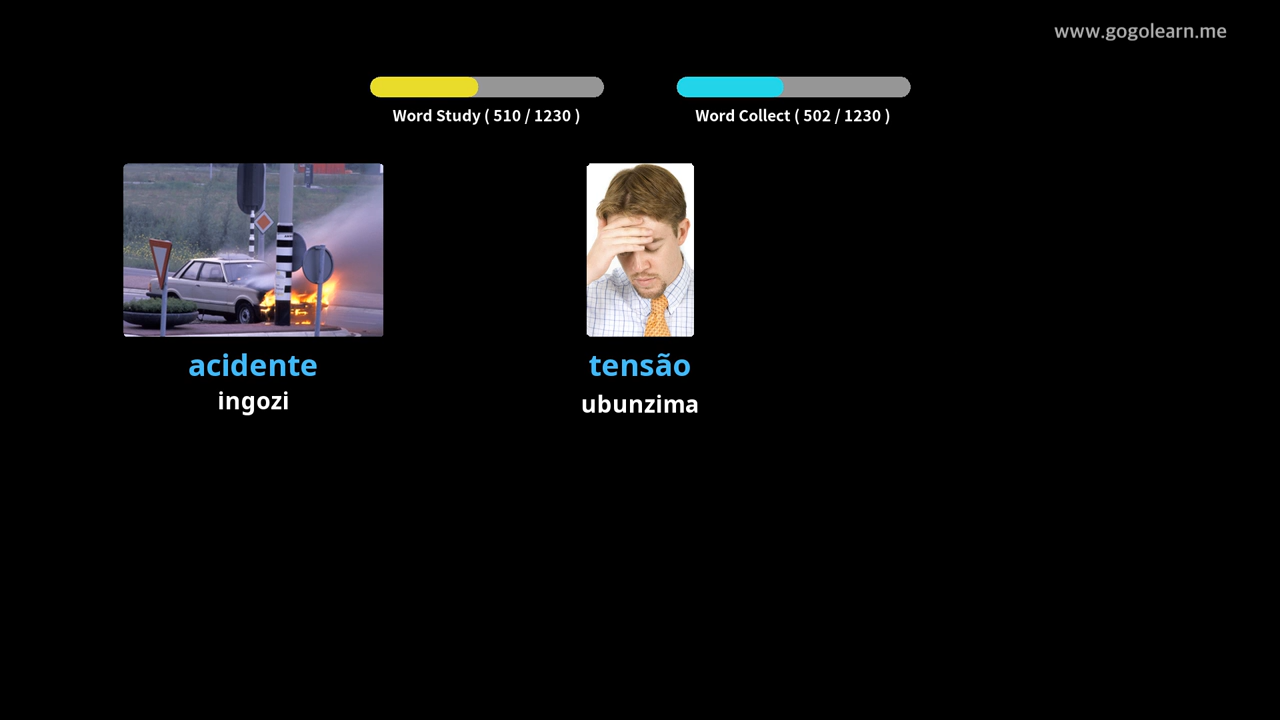 www.gogolearn.me
Word Study ( 510 / 1230 )
Word Collect ( 502 / 1230 )
acidente
ingozi
tensão
ubunzima